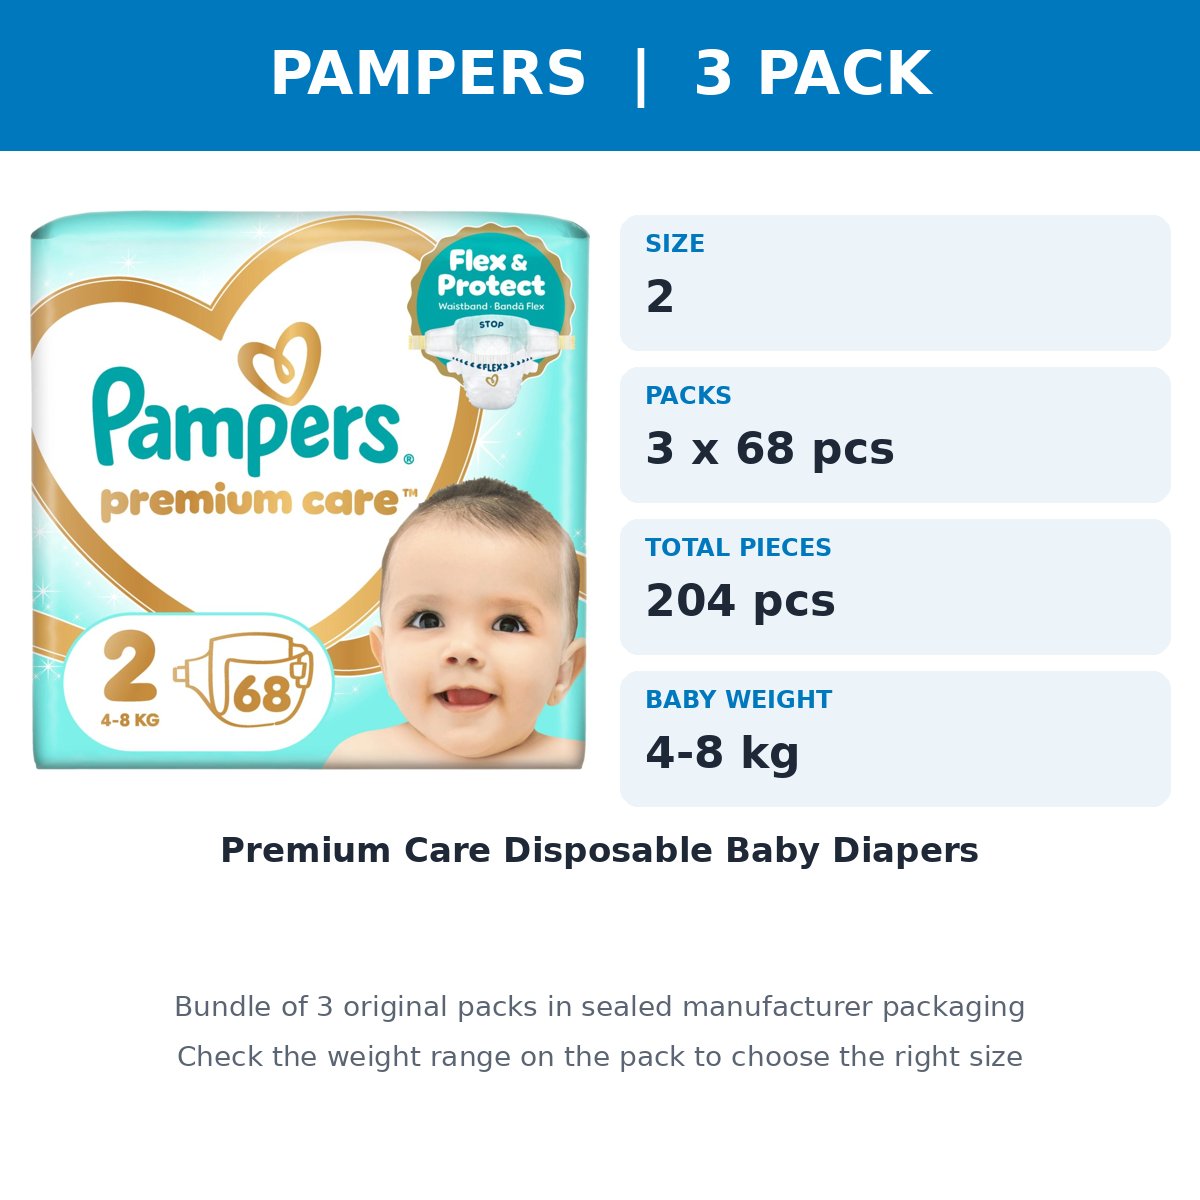 PAMPERS | 3 PACK
Flex &
Protect
Waistband · Bandă Flex
STOP
FLEX
Pampers®
premium care™
2
68
4-8 KG
SIZE
2
PACKS
3 x 68 pcs
TOTAL PIECES
204 pcs
BABY WEIGHT
4-8 kg
Premium Care Disposable Baby Diapers
Bundle of 3 original packs in sealed manufacturer packaging
Check the weight range on the pack to choose the right size